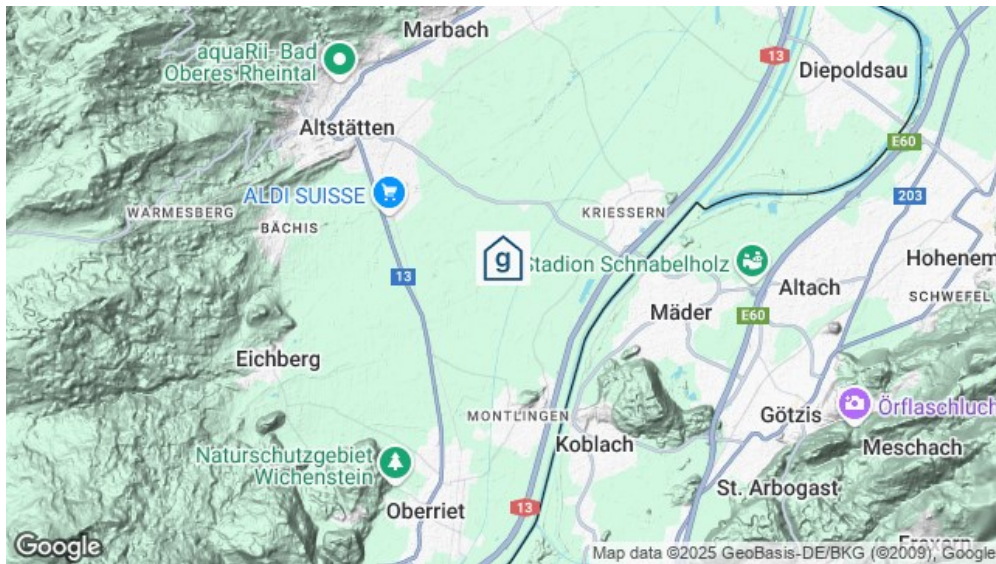 Marbach
aquaRii-Bad
Oberes Rheintal
13
Diepoldsau
Altstätten
E60
ALDI SUISSE
203
WARMESBERG
KRIESSERN
BÄCHIS
g
Stadion Schnabelholz
Hohenem
13
Altach
SCHWEFEL
Mäder
E60
Eichberg
MONTLINGEN
Götzis
Örflaschluch
Koblach
Meschach
Naturschutzgebiet
Wichenstein
St. Arbogast
Oberriet
13
Fraxern
Google
Map data ©2025 GeoBasis-DE/BKG (©2009), Google